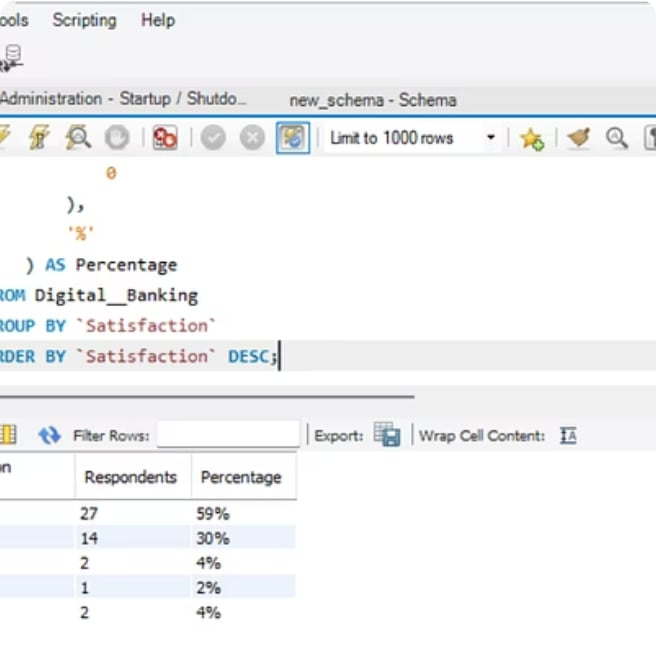 ools Scripting Help
Administration - Startup / Shutdo... new_schema - Schema
Limit to 1000 rows
0
),
'%'
) AS Percentage
ROM Digital__Banking
ROUP BY `Satisfaction`
RDER BY `Satisfaction` DESC;
Filter Rows: Export: Wrap Cell Content: IA
on Respondents Percentage
27 59%
14 30%
2 4%
1 2%
2 4%